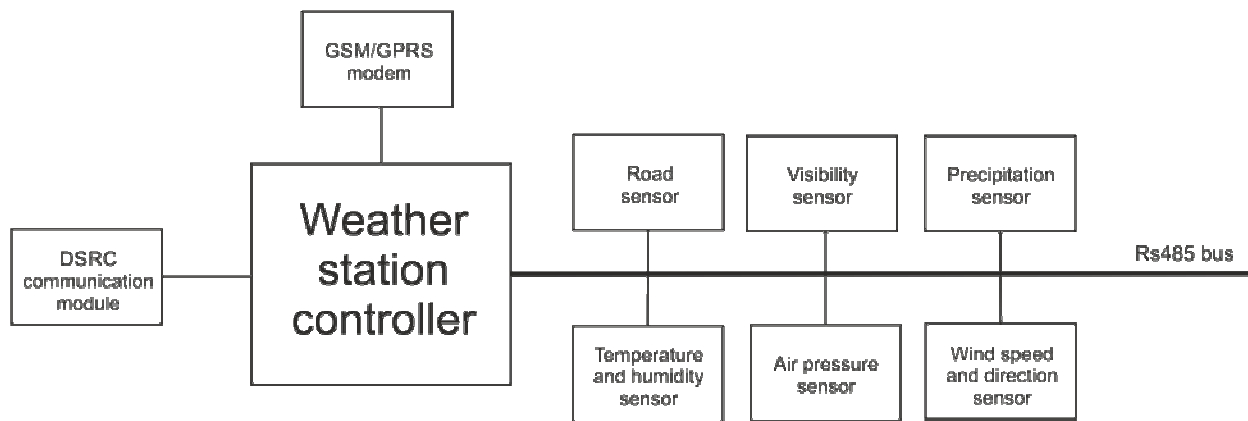 GSM/GPRS
modem
Road
sensor
Visibility
sensor
Precipitation
sensor
Weather
station
controller
DSRC
communication
module
Rs485 bus
Temperature
and humidity
sensor
Air pressure
sensor
Wind speed
and direction
sensor